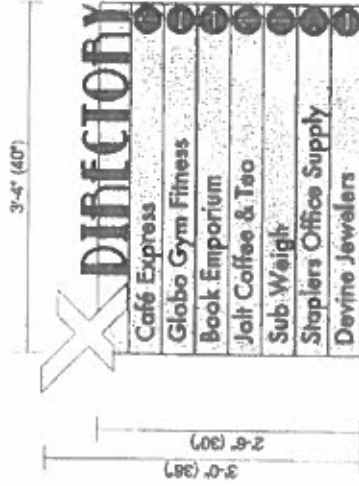 3'-4" (40")
X DIRECTORY
Café Express
Globo Gym Fitness
Book Emporium
Jolt Coffee & Tea
Sub Weigh
Staplers Office Supply
Devine Jewelers
2'-6" (30")
3'-0" (38")